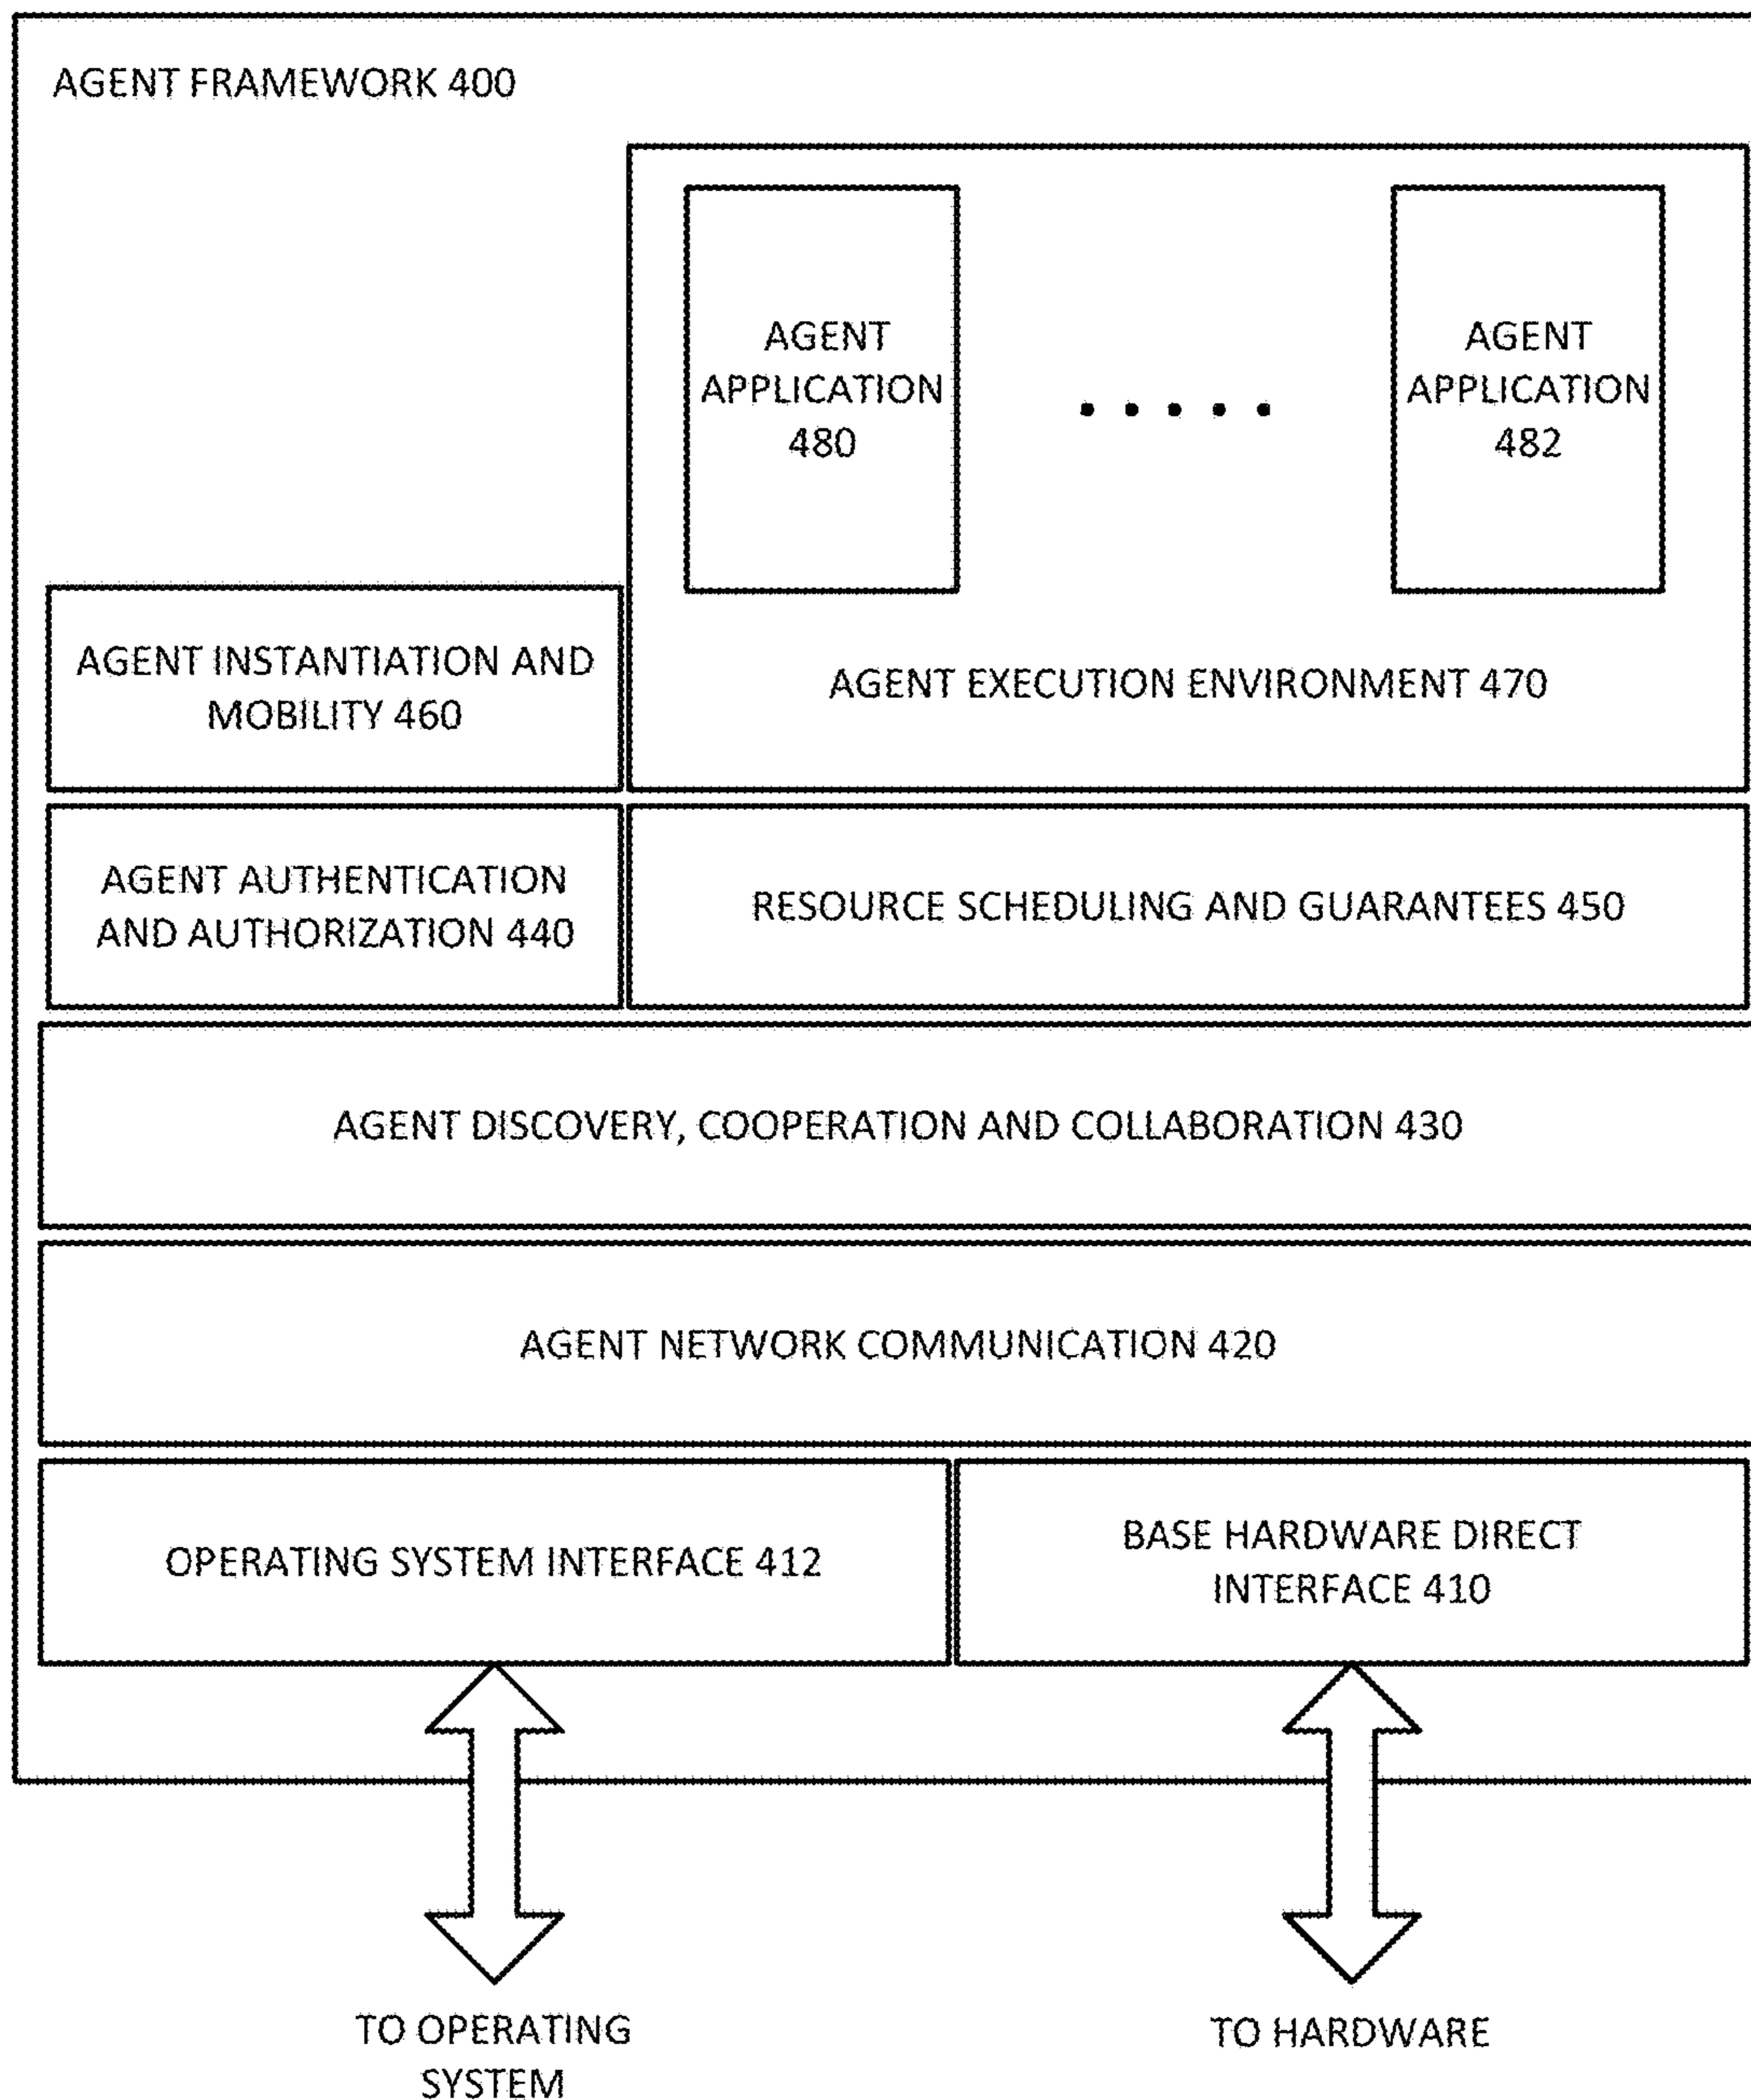 AGENT FRAMEWORK 400
AGENT
APPLICATION
480
AGENT
APPLICATION
482
AGENT INSTANTIATION AND
MOBILITY 460
AGENT EXECUTION ENVIRONMENT 470
AGENT AUTHENTICATION
AND AUTHORIZATION 440
RESOURCE SCHEDULING AND GUARANTEES 450
AGENT DISCOVERY, COOPERATION AND COLLABORATION 430
AGENT NETWORK COMMUNICATION 420
OPERATING SYSTEM INTERFACE 412
BASE HARDWARE DIRECT
INTERFACE 410
TO OPERATING
SYSTEM
TO HARDWARE